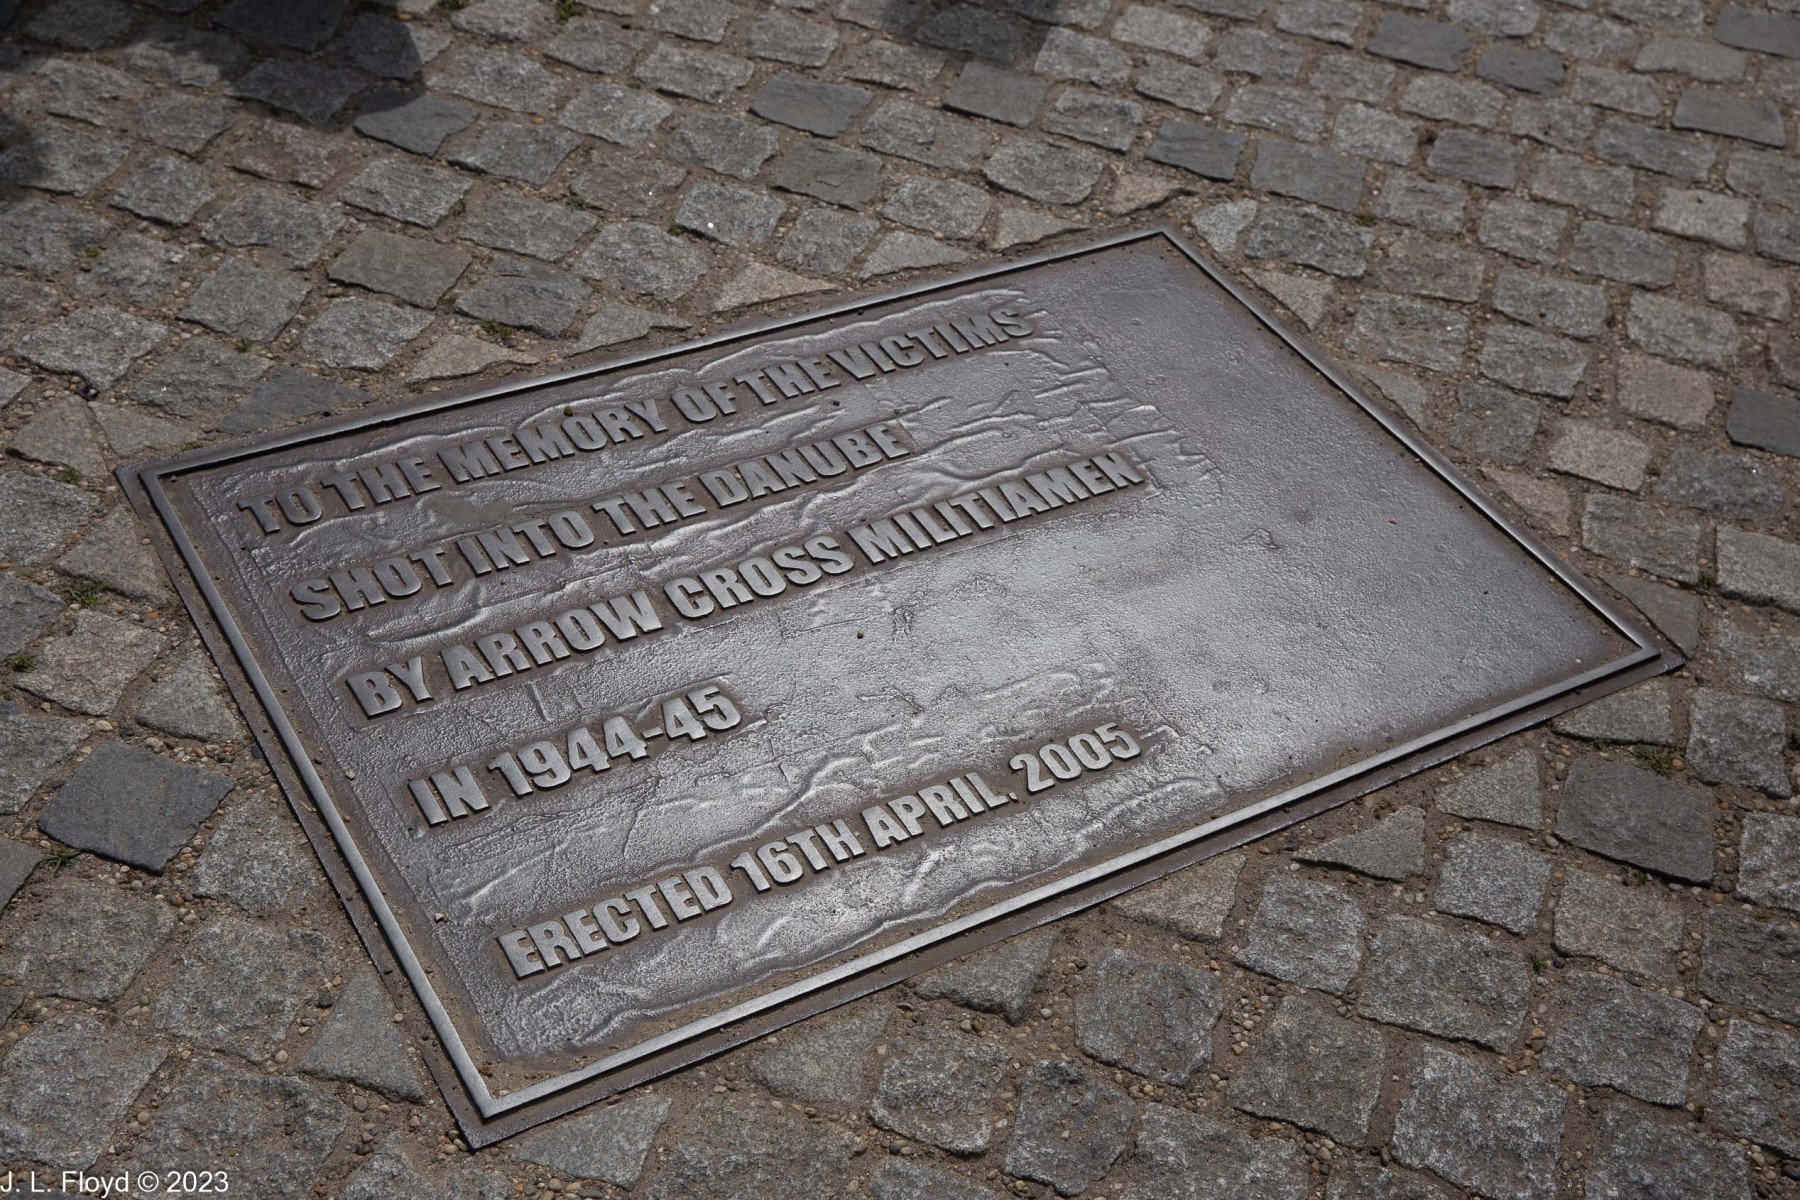 TO THE MEMORY OF THE VICTIMS
SHOT INTO THE DANUBE
BY ARROW CROSS MILITIAMEN
IN 1944-45
ERECTED 16TH APRIL, 2005
J. L. Floyd © 2023